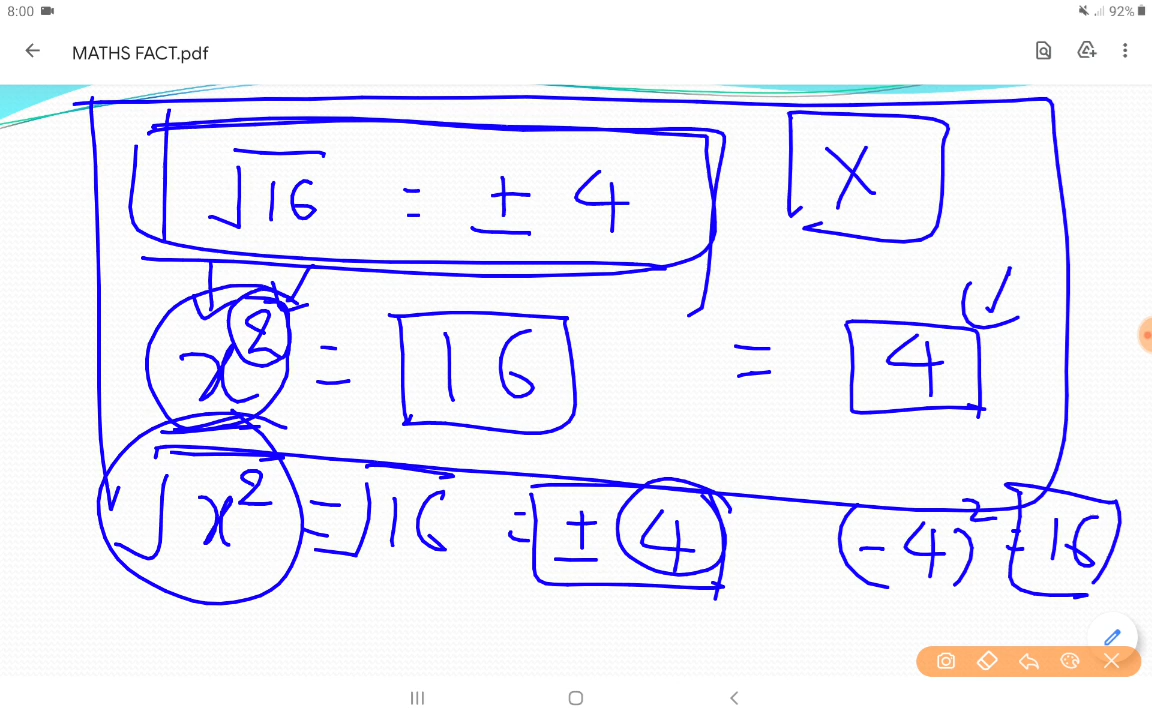 8:00 92%
MATHS FACT.pdf
√16 = ± 4 X
x² = 16 = 4
√x² = √16 = ± 4 (-4)² = 16